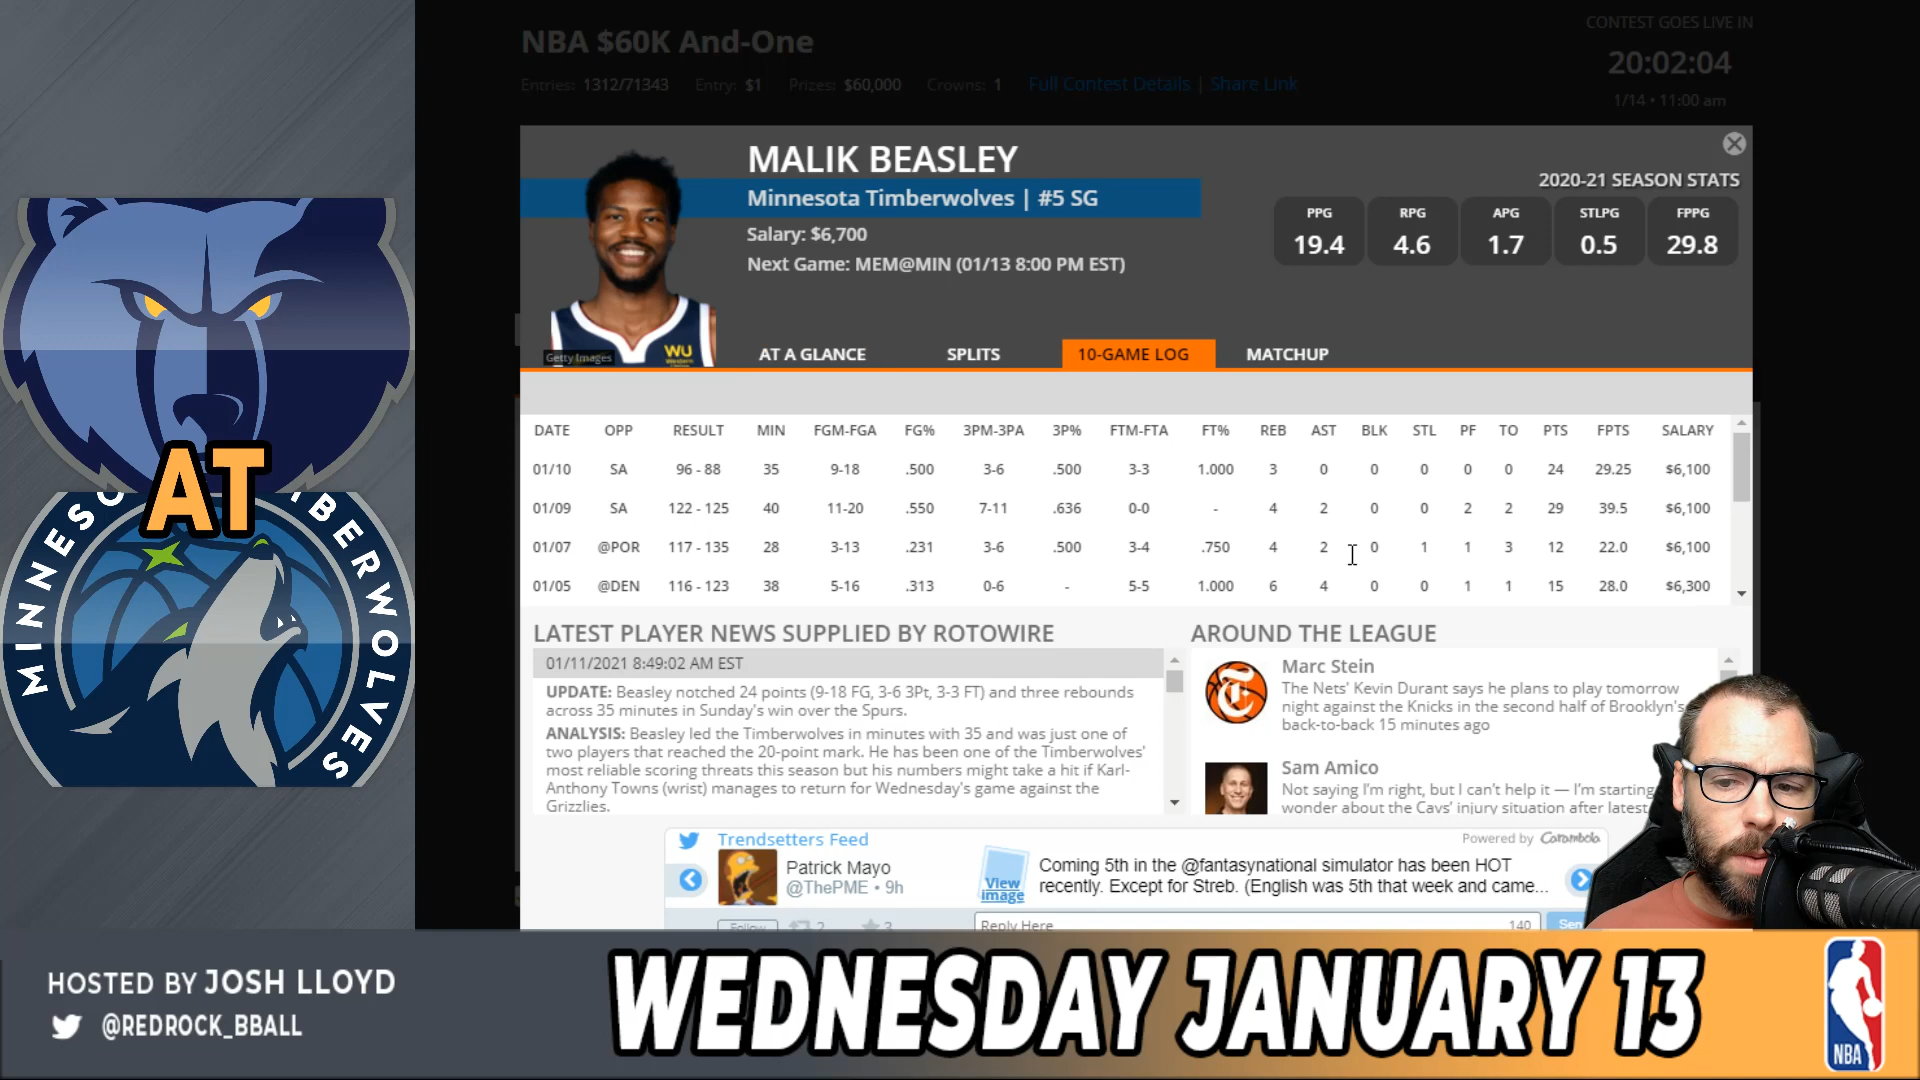 NBA $60K And-One
Entries: 1312/71343 Entry: $1 Prizes: $60,000 Crowns: 1 Full Contest Details | Share Link
CONTEST GOES LIVE IN
20:02:04
1/14 • 11:00 am
MALIK BEASLEY
Minnesota Timberwolves | #5 SG
Salary: $6,700
Next Game: MEM@MIN (01/13 8:00 PM EST)
2020-21 SEASON STATS
PPG RPG APG STLPG FPPG
19.4 4.6 1.7 0.5 29.8
WU
Getty Images
AT A GLANCE SPLITS 10-GAME LOG MATCHUP
DATE OPP RESULT MIN FGM-FGA FG% 3PM-3PA 3P% FTM-FTA FT% REB AST BLK STL PF TO PTS FPTS SALARY
01/10 SA 96 - 88 35 9-18 .500 3-6 .500 3-3 1.000 3 0 0 0 0 0 24 29.25 $6,100
01/09 SA 122 - 125 40 11-20 .550 7-11 .636 0-0 - 4 2 0 0 2 2 29 39.5 $6,100
01/07 @POR 117 - 135 28 3-13 .231 3-6 .500 3-4 .750 4 2 0 1 1 3 12 22.0 $6,100
01/05 @DEN 116 - 123 38 5-16 .313 0-6 - 5-5 1.000 6 4 0 0 1 1 15 28.0 $6,300
LATEST PLAYER NEWS SUPPLIED BY ROTOWIRE
01/11/2021 8:49:02 AM EST
UPDATE: Beasley notched 24 points (9-18 FG, 3-6 3Pt, 3-3 FT) and three rebounds
across 35 minutes in Sunday's win over the Spurs.
ANALYSIS: Beasley led the Timberwolves in minutes with 35 and was just one of
two players that reached the 20-point mark. He has been one of the Timberwolves'
most reliable scoring threats this season but his numbers might take a hit if Karl-
Anthony Towns (wrist) manages to return for Wednesday's game against the
Grizzlies.
AROUND THE LEAGUE
Marc Stein
The Nets' Kevin Durant says he plans to play tomorrow
night against the Knicks in the second half of Brooklyn's
back-to-back 15 minutes ago
Sam Amico
Not saying I'm right, but I can't help it — I'm starting
wonder about the Cavs' injury situation after latest
Trendsetters Feed
Powered by Carambola
Patrick Mayo
@ThePME • 9h
View
image
Coming 5th in the @fantasynational simulator has been HOT
recently. Except for Streb. (English was 5th that week and came...
Follow 2 3
Reply Here 140
AT
MINNESO
MBERWOLVES
HOSTED BY JOSH LLOYD
@REDROCK_BBALL
WEDNESDAY JANUARY 13
NBA